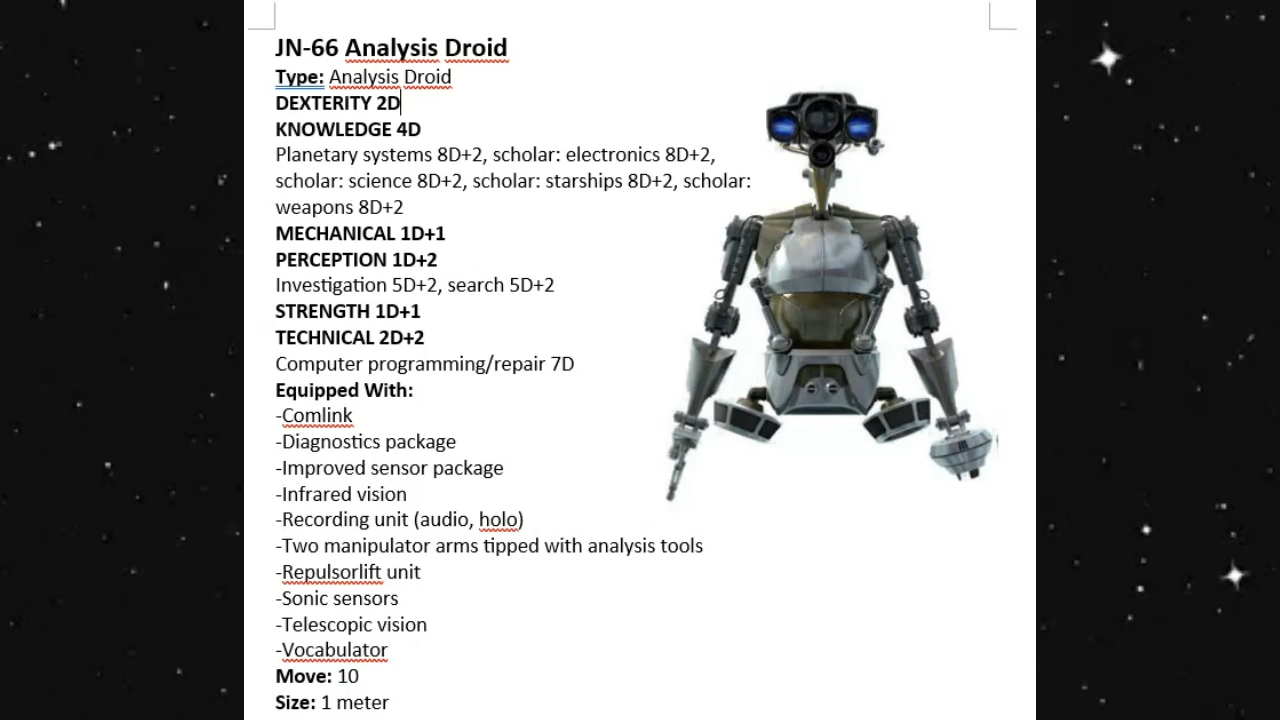 JN-66 Analysis Droid
Type: Analysis Droid
DEXTERITY 2D
KNOWLEDGE 4D
Planetary systems 8D+2, scholar: electronics 8D+2,
scholar: science 8D+2, scholar: starships 8D+2, scholar:
weapons 8D+2
MECHANICAL 1D+1
PERCEPTION 1D+2
Investigation 5D+2, search 5D+2
STRENGTH 1D+1
TECHNICAL 2D+2
Computer programming/repair 7D
Equipped With:
-Comlink
-Diagnostics package
-Improved sensor package
-Infrared vision
-Recording unit (audio, holo)
-Two manipulator arms tipped with analysis tools
-Repulsorlift unit
-Sonic sensors
-Telescopic vision
-Vocabulator
Move: 10
Size: 1 meter